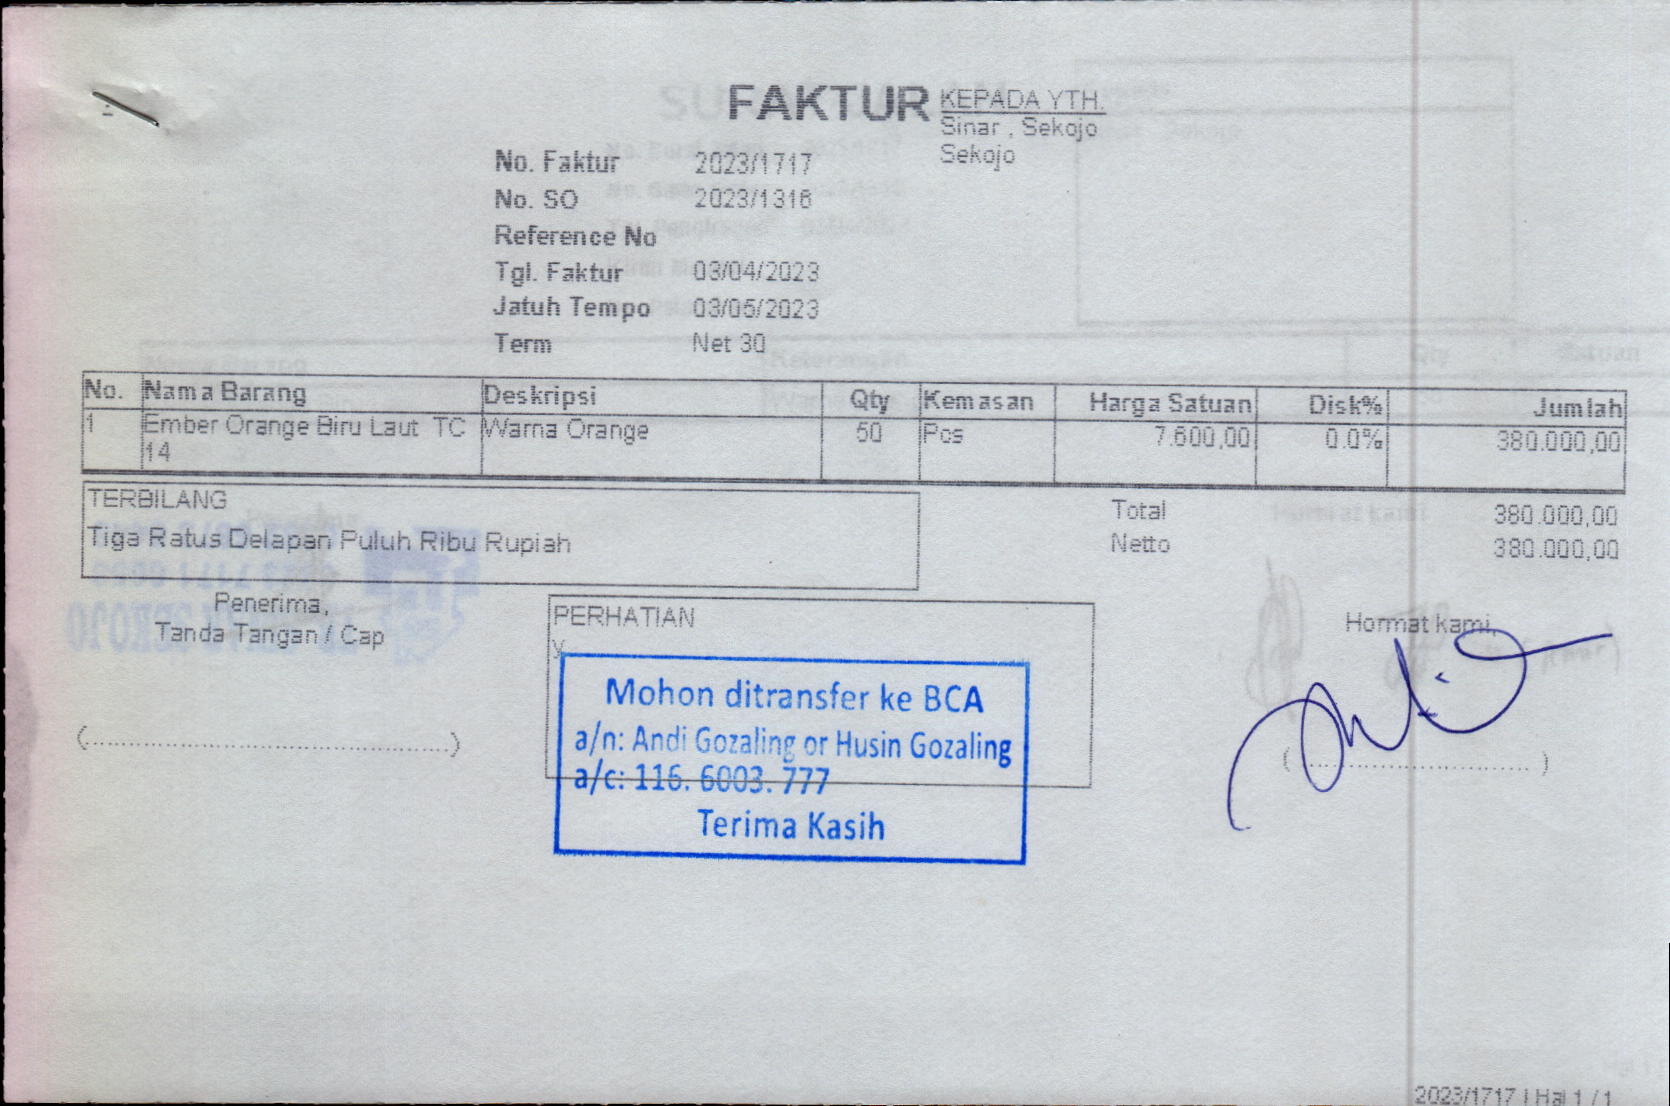 FAKTUR
KEPADA YTH.
Sinar , Sekojo
Sekojo
No. Faktur 2023/1717
No. SO 2023/1316
Reference No
Tgl. Faktur 03/04/2023
Jatuh Tempo 03/05/2023
Term Net 30
No. Nama Barang Deskripsi Qty Kemasan Harga Satuan Disk% Jumlah
1 Ember Orange Biru Laut TC Warna Orange 50 Pcs 7.600,00 0.0% 380.000,00
14
TERBILANG
Tiga Ratus Delapan Puluh Ribu Rupiah
Total 380.000,00
Netto 380.000,00
Penerima,
Tanda Tangan / Cap
(..................................................)
PERHATIAN
y
Mohon ditransfer ke BCA
a/n: Andi Gozaling or Husin Gozaling
a/c: 116. 6003. 777
Terima Kasih
Hormat kami,
(..................................)
2023/1717 | Hal 1 / 1